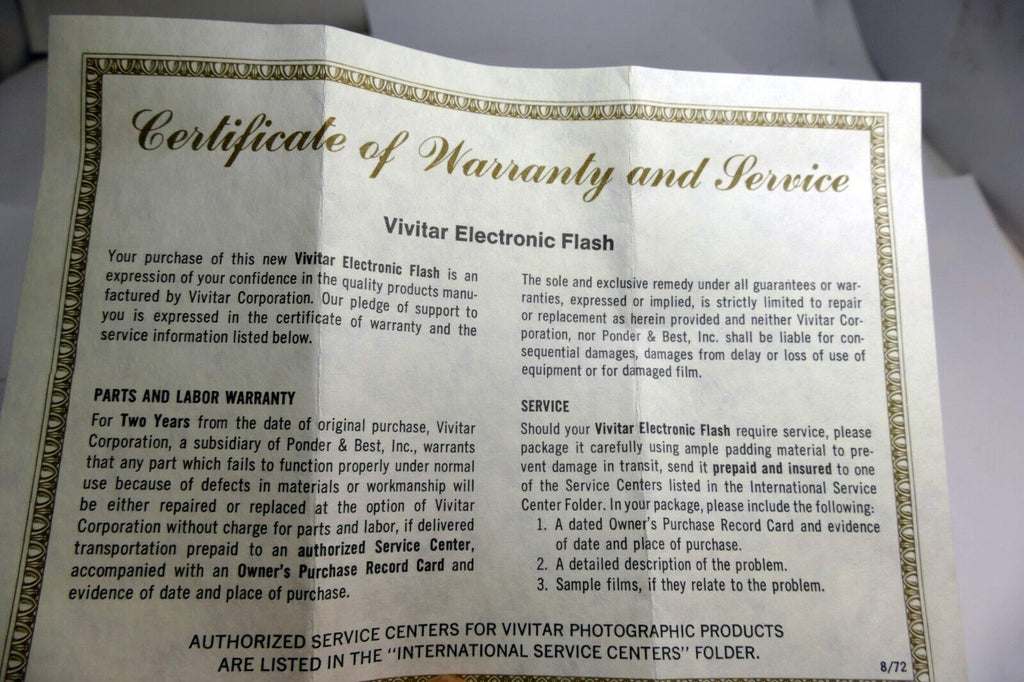 Certificate of Warranty and Service
Vivitar Electronic Flash
Your purchase of this new Vivitar Electronic Flash is an
expression of your confidence in the quality products manu-
factured by Vivitar Corporation. Our pledge of support to
you is expressed in the certificate of warranty and the
service information listed below.
PARTS AND LABOR WARRANTY
For Two Years from the date of original purchase, Vivitar
Corporation, a subsidiary of Ponder & Best, Inc., warrants
that any part which fails to function properly under normal
use because of defects in materials or workmanship will
be either repaired or replaced at the option of Vivitar
Corporation without charge for parts and labor, if delivered
transportation prepaid to an authorized Service Center,
accompanied with an Owner's Purchase Record Card and
evidence of date and place of purchase.
The sole and exclusive remedy under all guarantees or war-
ranties, expressed or implied, is strictly limited to repair
or replacement as herein provided and neither Vivitar Cor-
poration, nor Ponder & Best, Inc. shall be liable for con-
sequential damages, damages from delay or loss of use of
equipment or for damaged film.
SERVICE
Should your Vivitar Electronic Flash require service, please
package it carefully using ample padding material to pre-
vent damage in transit, send it prepaid and insured to one
of the Service Centers listed in the International Service
Center Folder. In your package, please include the following:
1. A dated Owner's Purchase Record Card and evidence
of date and place of purchase.
2. A detailed description of the problem.
3. Sample films, if they relate to the problem.
AUTHORIZED SERVICE CENTERS FOR VIVITAR PHOTOGRAPHIC PRODUCTS
ARE LISTED IN THE "INTERNATIONAL SERVICE CENTERS" FOLDER.
8/72